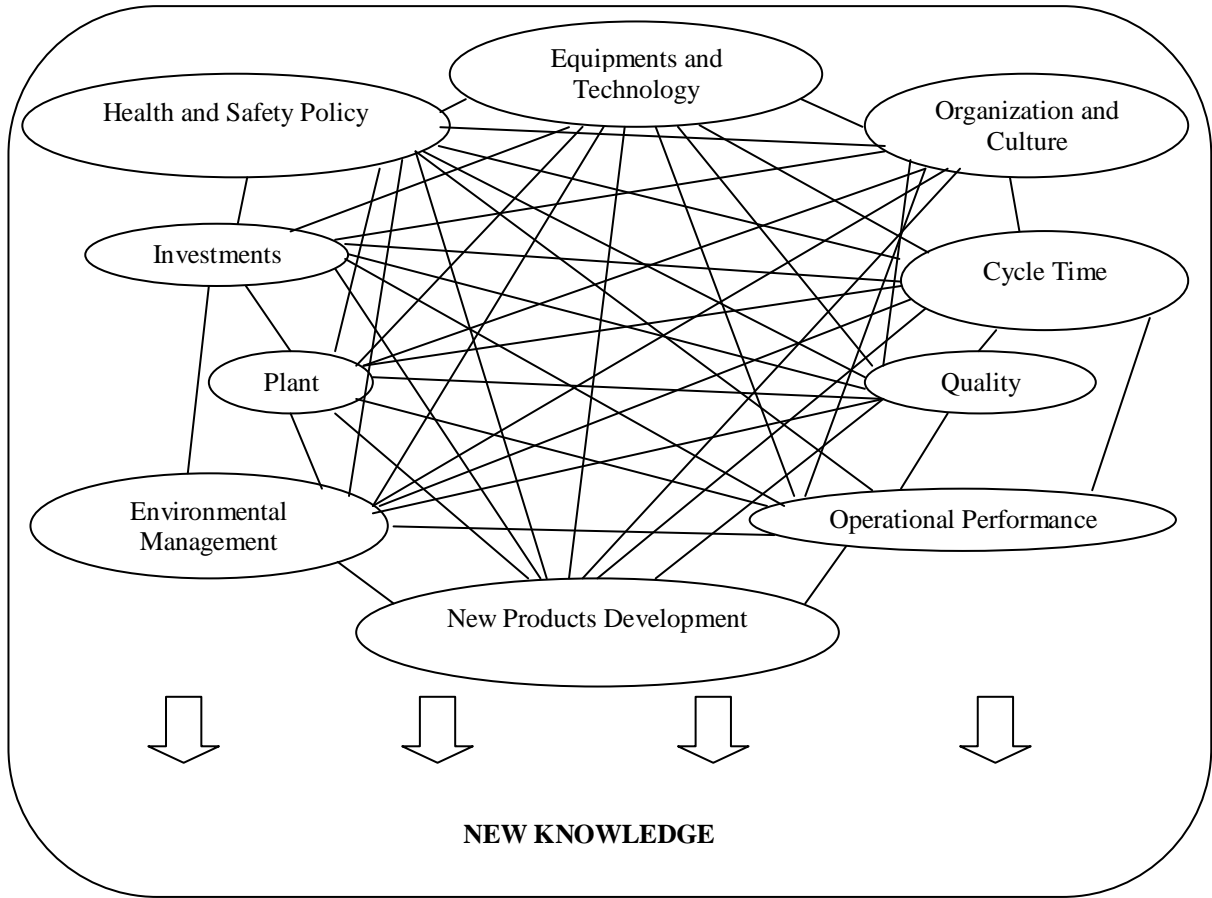 Equipments and
Technology
Health and Safety Policy
Organization and
Culture
Investments
Cycle Time
Plant
Quality
Environmental
Management
Operational Performance
New Products Development
NEW KNOWLEDGE